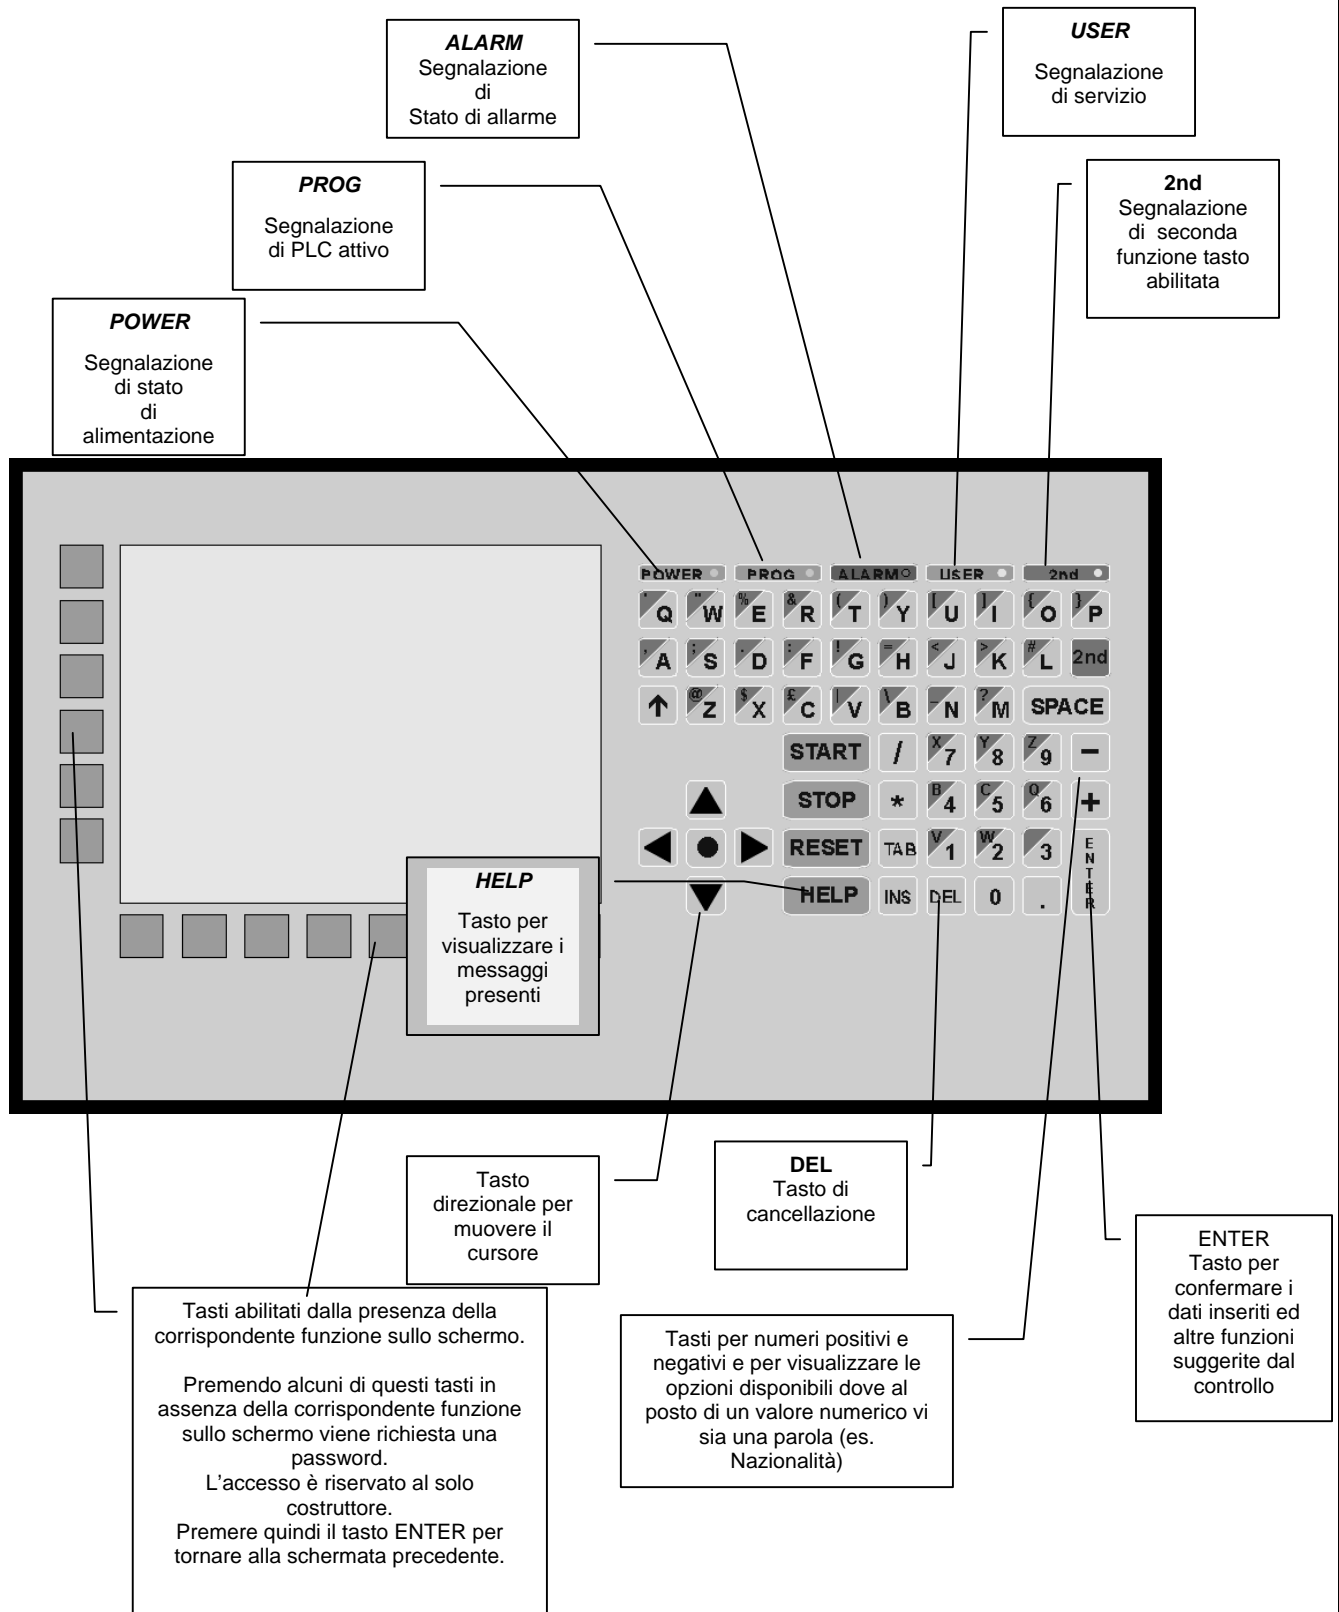 ALARM
Segnalazione
di
Stato di allarme
USER
Segnalazione
di servizio
PROG
Segnalazione
di PLC attivo
2nd
Segnalazione
di seconda
funzione tasto
abilitata
POWER
Segnalazione
di stato
di
alimentazione
POWER PROG ALARM USER 2nd
' Q " W % E & R ( T ) Y [ U ] I { O } P
, A ; S . D : F ! G = H < J > K # L 2nd
↑ @ Z $ X £ C | V \ B _ N ? M SPACE
START / X 7 Y 8 Z 9 −
STOP * B 4 C 5 Q 6 +
RESET TAB V 1 W 2 3 ENTER
HELP INS DEL 0 .
HELP
Tasto per
visualizzare i
messaggi
presenti
Tasto
direzionale per
muovere il
cursore
DEL
Tasto di
cancellazione
ENTER
Tasto per
confermare i
dati inseriti ed
altre funzioni
suggerite dal
controllo
Tasti abilitati dalla presenza della
corrispondente funzione sullo schermo.
Premendo alcuni di questi tasti in
assenza della corrispondente funzione
sullo schermo viene richiesta una
password.
L'accesso è riservato al solo
costruttore.
Premere quindi il tasto ENTER per
tornare alla schermata precedente.
Tasti per numeri positivi e
negativi e per visualizzare le
opzioni disponibili dove al
posto di un valore numerico vi
sia una parola (es.
Nazionalità)